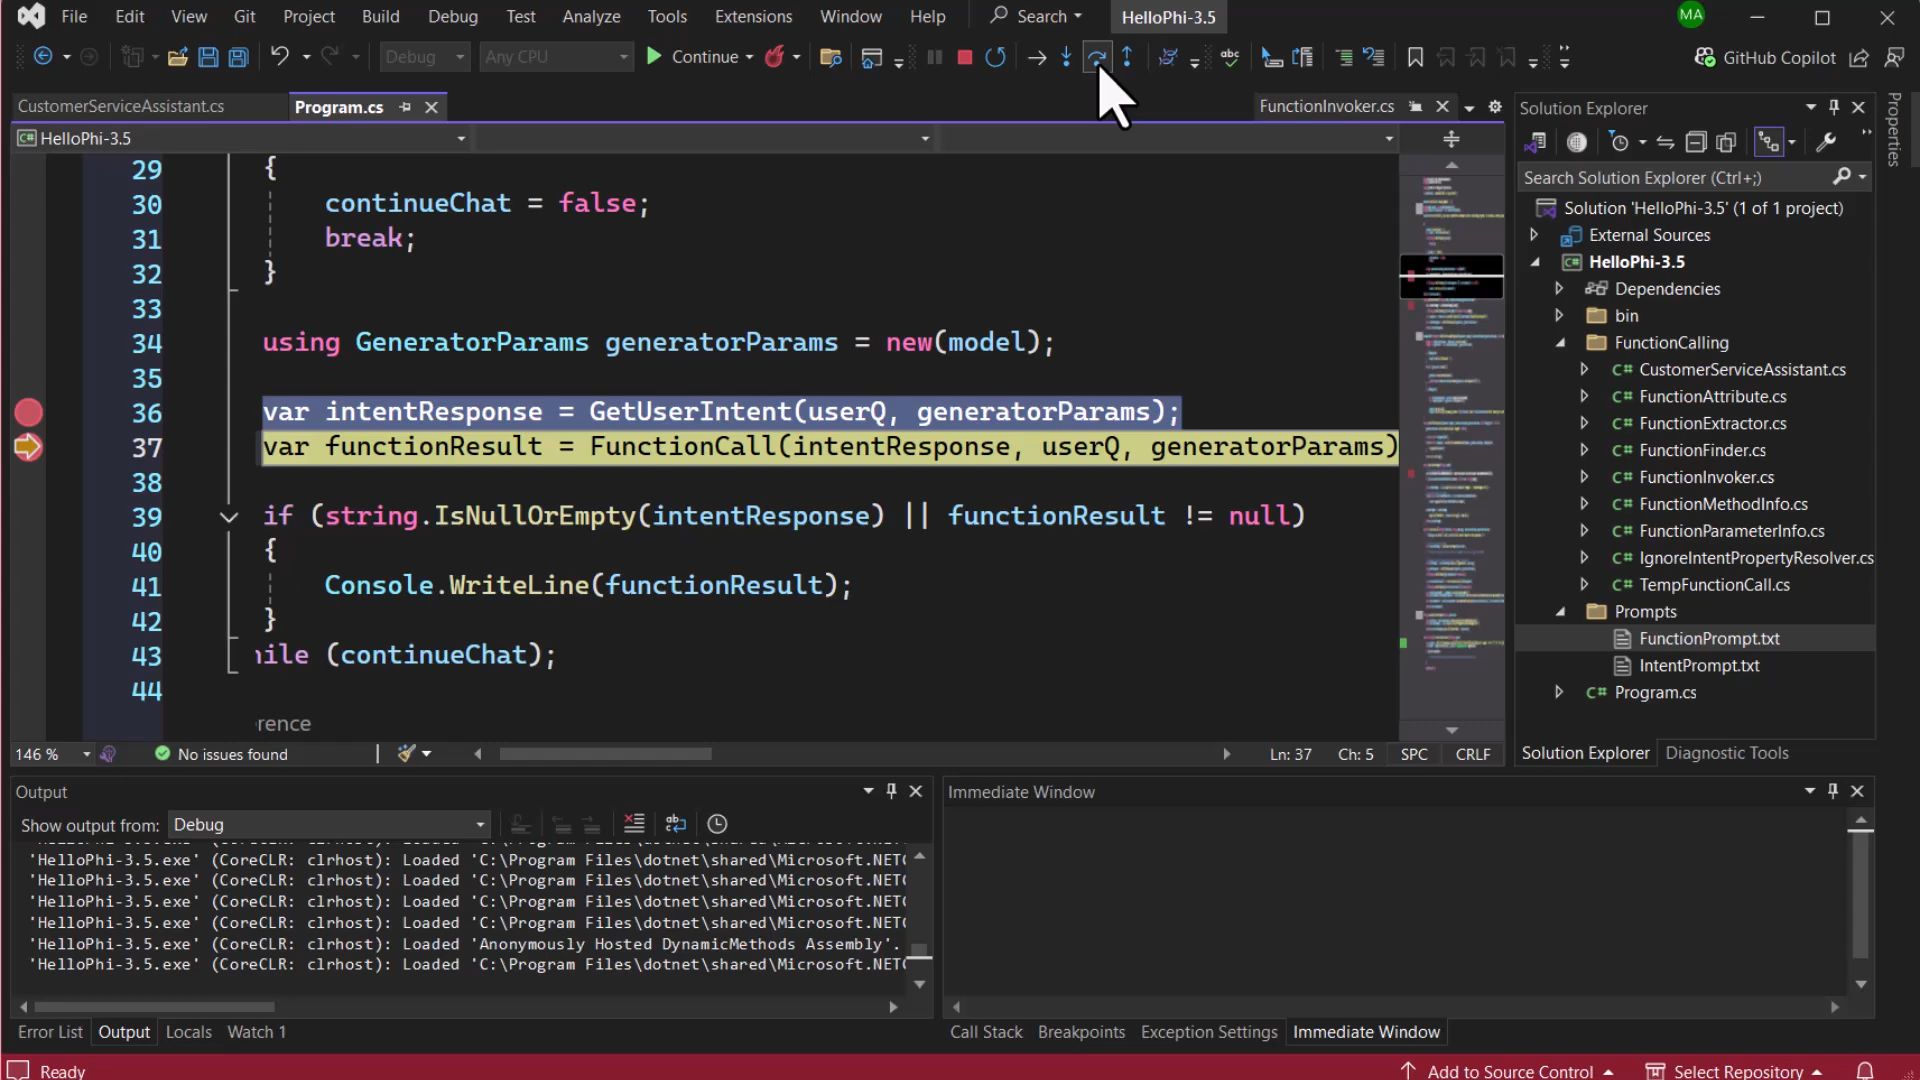 File Edit View Git Project Build Debug Test Analyze Tools Extensions Window Help Search HelloPhi-3.5 MA
Debug Any CPU Continue abc GitHub Copilot
CustomerServiceAssistant.cs Program.cs FunctionInvoker.cs
C# HelloPhi-3.5
29 {
30 continueChat = false;
31 break;
32 }
33
34 using GeneratorParams generatorParams = new(model);
35
36 var intentResponse = GetUserIntent(userQ, generatorParams);
37 var functionResult = FunctionCall(intentResponse, userQ, generatorParams)
38
39 if (string.IsNullOrEmpty(intentResponse) || functionResult != null)
40 {
41 Console.WriteLine(functionResult);
42 }
43 hile (continueChat);
44
rence
146 % No issues found Ln: 37 Ch: 5 SPC CRLF
Solution Explorer
Search Solution Explorer (Ctrl+;)
Solution 'HelloPhi-3.5' (1 of 1 project)
External Sources
C# HelloPhi-3.5
Dependencies
bin
FunctionCalling
C# CustomerServiceAssistant.cs
C# FunctionAttribute.cs
C# FunctionExtractor.cs
C# FunctionFinder.cs
C# FunctionInvoker.cs
C# FunctionMethodInfo.cs
C# FunctionParameterInfo.cs
C# IgnoreIntentPropertyResolver.cs
C# TempFunctionCall.cs
Prompts
FunctionPrompt.txt
IntentPrompt.txt
C# Program.cs
Solution Explorer Diagnostic Tools
Properties
Output
Show output from: Debug
'HelloPhi-3.5.exe' (CoreCLR: clrhost): Loaded 'C:\Program Files\dotnet\shared\Microsoft.NETC
'HelloPhi-3.5.exe' (CoreCLR: clrhost): Loaded 'C:\Program Files\dotnet\shared\Microsoft.NETC
'HelloPhi-3.5.exe' (CoreCLR: clrhost): Loaded 'C:\Program Files\dotnet\shared\Microsoft.NETC
'HelloPhi-3.5.exe' (CoreCLR: clrhost): Loaded 'C:\Program Files\dotnet\shared\Microsoft.NETC
'HelloPhi-3.5.exe' (CoreCLR: clrhost): Loaded 'Anonymously Hosted DynamicMethods Assembly'.
'HelloPhi-3.5.exe' (CoreCLR: clrhost): Loaded 'C:\Program Files\dotnet\shared\Microsoft.NETC
Error List Output Locals Watch 1
Immediate Window
Call Stack Breakpoints Exception Settings Immediate Window
Ready Add to Source Control Select Repository